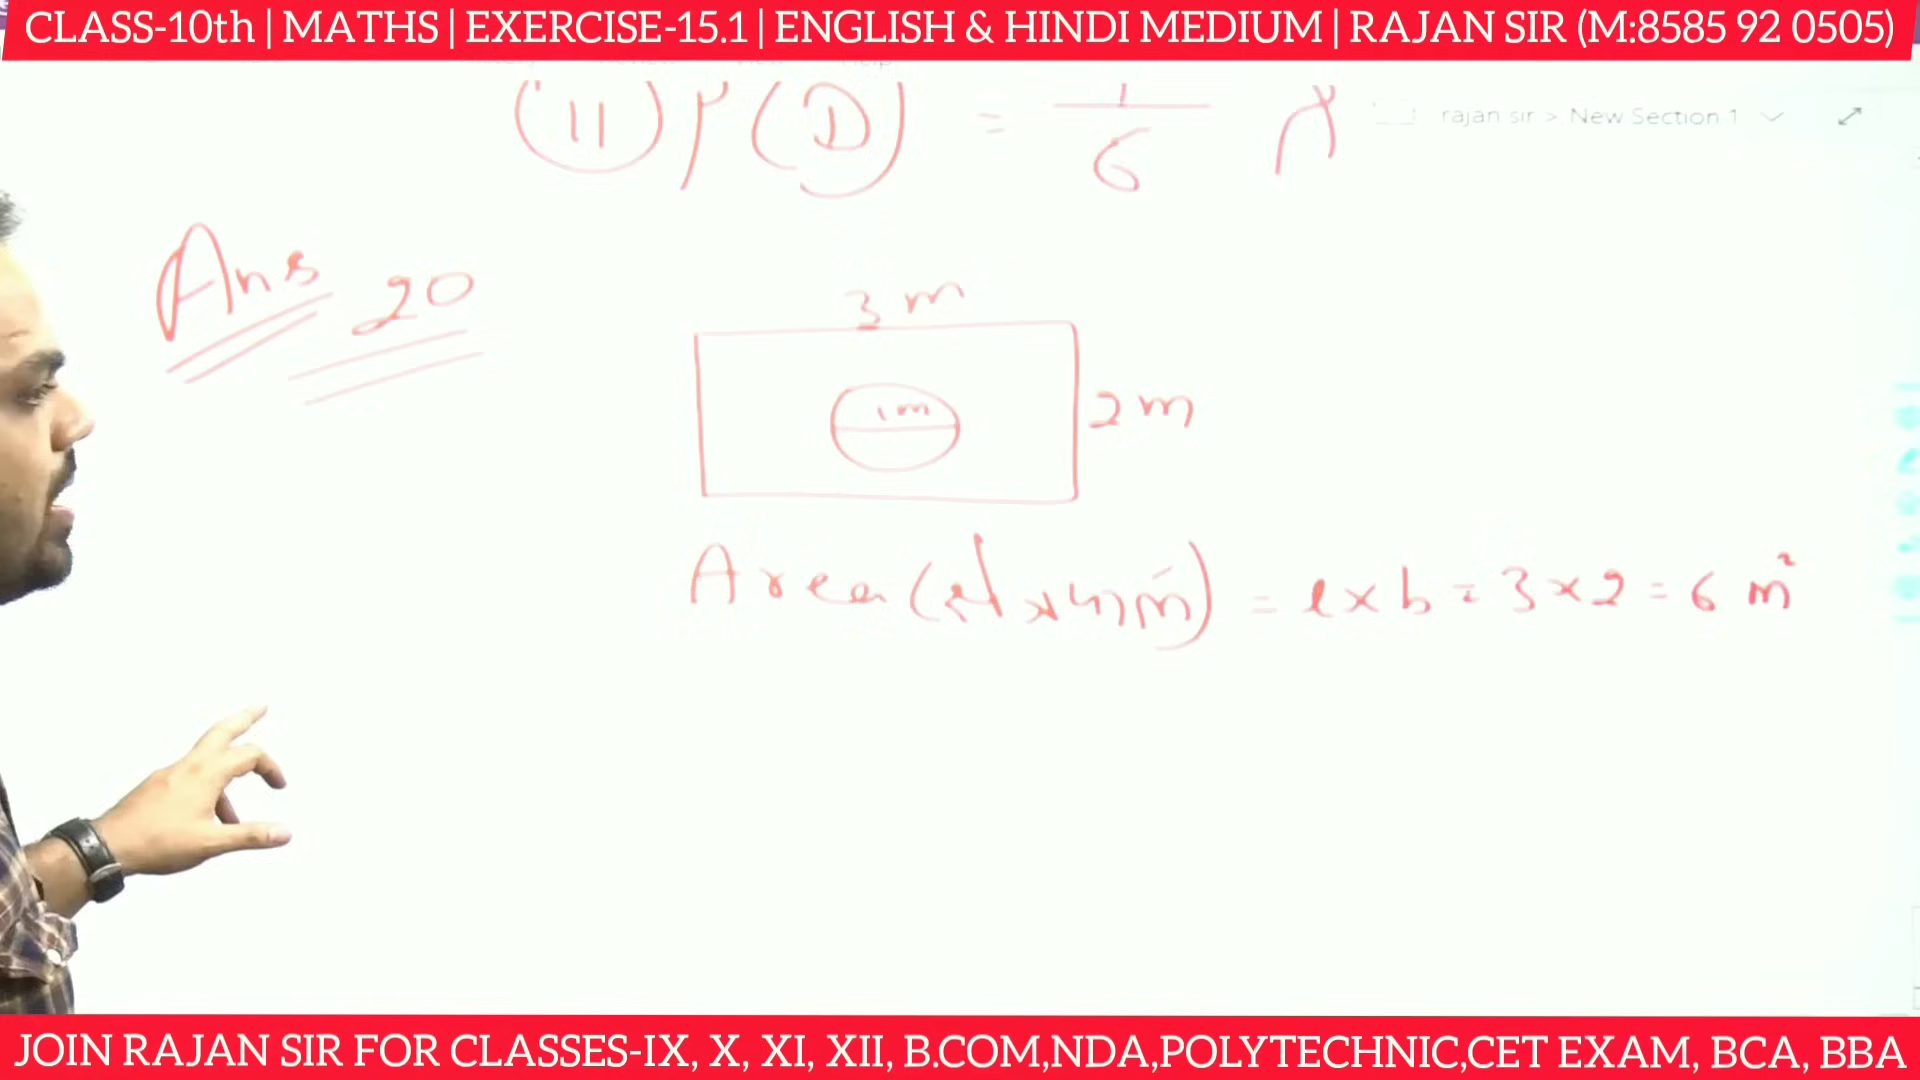 CLASS-10th | MATHS | EXERCISE-15.1 | ENGLISH & HINDI MEDIUM | RAJAN SIR (M:8585 92 0505)
rajan sir > New Section 1
(11) P(D) = 1/6
Ans 20
3 m
1m
2 m
Area ( ) = l × b = 3 × 2 = 6 m²
JOIN RAJAN SIR FOR CLASSES-IX, X, XI, XII, B.COM,NDA,POLYTECHNIC,CET EXAM, BCA, BBA